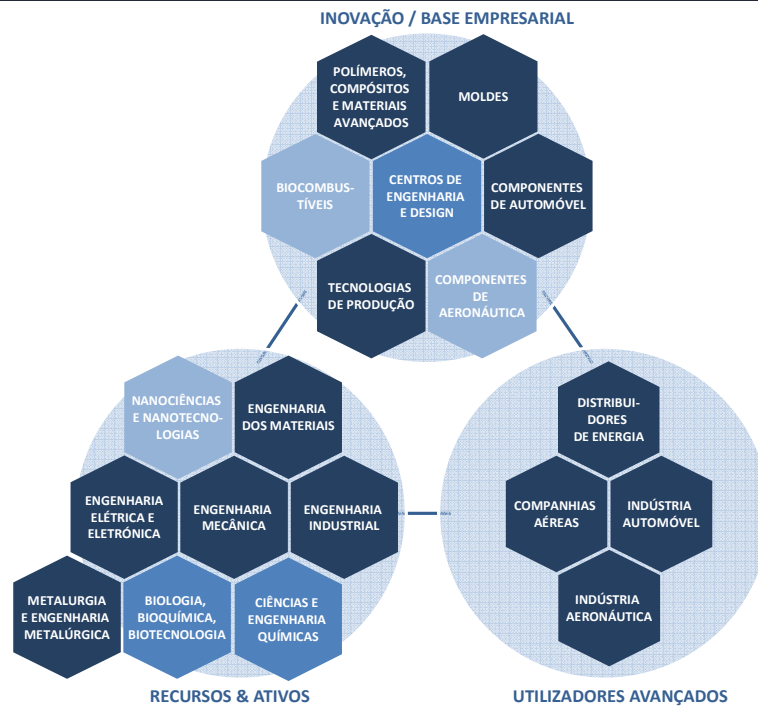 INOVAÇÃO / BASE EMPRESARIAL
POLÍMEROS,
COMPÓSITOS
E MATERIAIS
AVANÇADOS
MOLDES
BIOCOMBUS-
TÍVEIS
CENTROS DE
ENGENHARIA
E DESIGN
COMPONENTES
DE AUTOMÓVEL
TECNOLOGIAS
DE PRODUÇÃO
COMPONENTES
DE
AERONÁUTICA
NANOCIÊNCIAS
E NANOTECNO-
LOGIAS
ENGENHARIA
DOS MATERIAIS
ENGENHARIA
ELÉTRICA E
ELETRÓNICA
ENGENHARIA
MECÂNICA
ENGENHARIA
INDUSTRIAL
METALURGIA
E ENGENHARIA
METALÚRGICA
BIOLOGIA,
BIOQUÍMICA,
BIOTECNOLOGIA
CIÊNCIAS E
ENGENHARIA
QUÍMICAS
RECURSOS & ATIVOS
DISTRIBUI-
DORES
DE ENERGIA
COMPANHIAS
AÉREAS
INDÚSTRIA
AUTOMÓVEL
INDÚSTRIA
AERONÁUTICA
UTILIZADORES AVANÇADOS